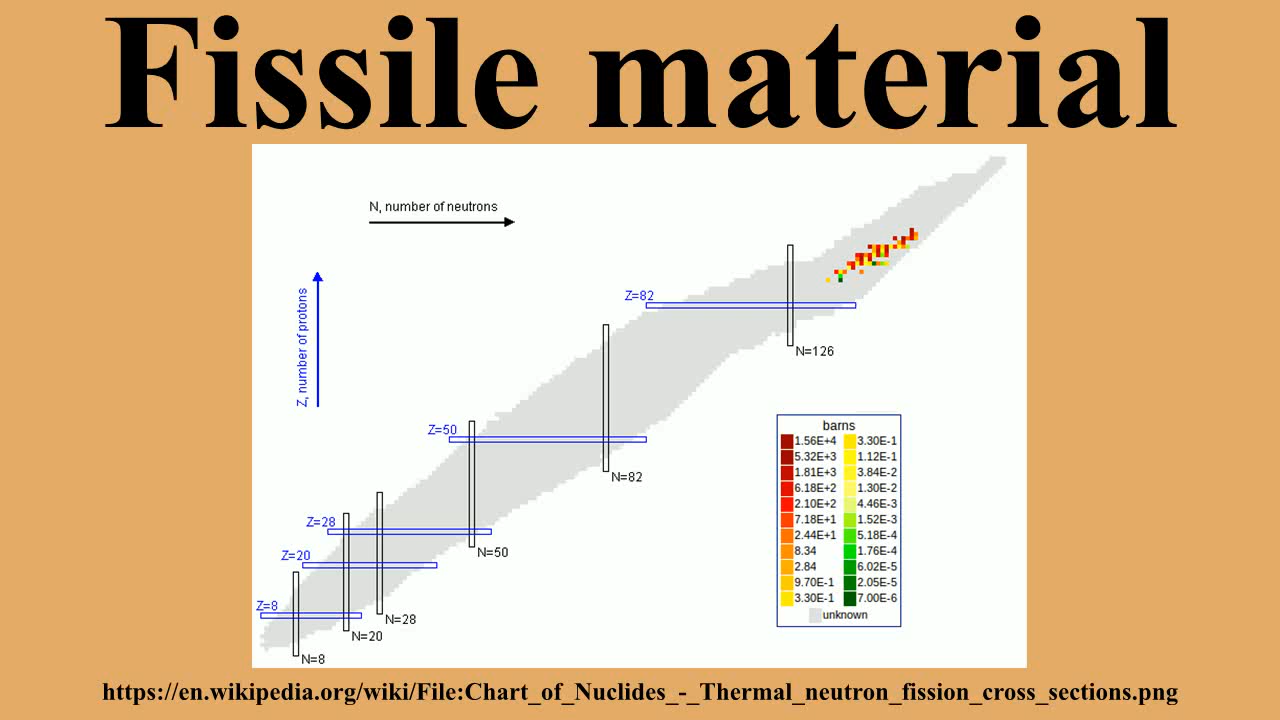 Fissile material
N, number of neutrons
Z, number of protons
Z=82
N=126
Z=50
N=82
Z=28
N=50
Z=20
N=28
Z=8
N=20
N=8
barns
1.56E+4 3.30E-1
5.32E+3 1.12E-1
1.81E+3 3.84E-2
6.18E+2 1.30E-2
2.10E+2 4.46E-3
7.18E+1 1.52E-3
2.44E+1 5.18E-4
8.34 1.76E-4
2.84 6.02E-5
9.70E-1 2.05E-5
3.30E-1 7.00E-6
unknown
https://en.wikipedia.org/wiki/File:Chart_of_Nuclides_-_Thermal_neutron_fission_cross_sections.png